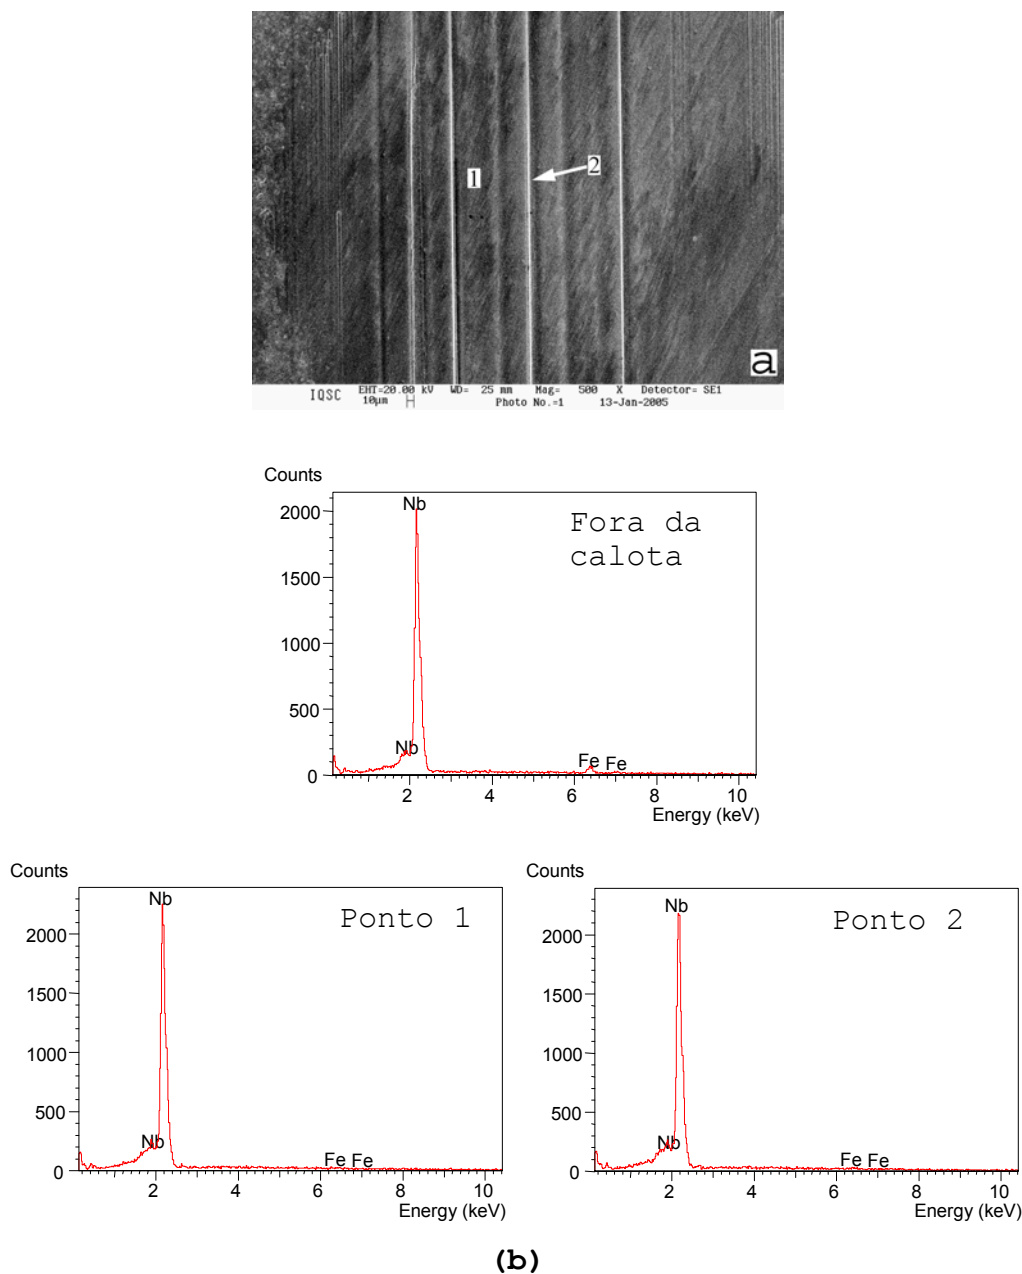 1
2
a
IQSC EHT=20.00 kV WD= 25 mm Mag= 500 X Detector= SE1
10µm Photo No.=1 13-Jan-2005
Counts
Nb
Fora da
calota
2000
1500
1000
500
Nb
Fe Fe
0
2 4 6 8 10
Energy (keV)
Counts
Nb
Ponto 1
2000
1500
1000
500
Nb
Fe Fe
0
2 4 6 8 10
Energy (keV)
Counts
Nb
Ponto 2
2000
1500
1000
500
Nb
Fe Fe
0
2 4 6 8 10
Energy (keV)
(b)